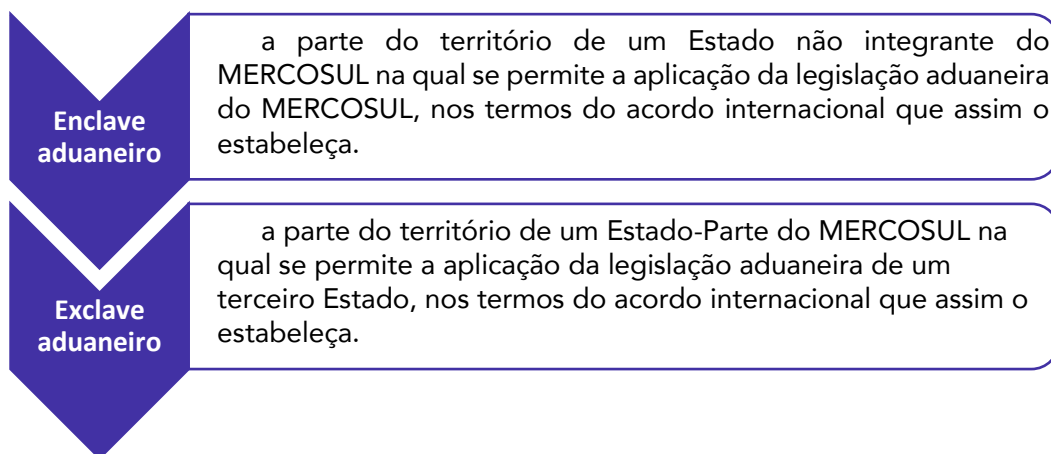 Enclave
aduaneiro
a parte do território de um Estado não integrante do
MERCOSUL na qual se permite a aplicação da legislação aduaneira
do MERCOSUL, nos termos do acordo internacional que assim o
estabeleça.
Exclave
aduaneiro
a parte do território de um Estado-Parte do MERCOSUL na
qual se permite a aplicação da legislação aduaneira de um
terceiro Estado, nos termos do acordo internacional que assim o
estabeleça.